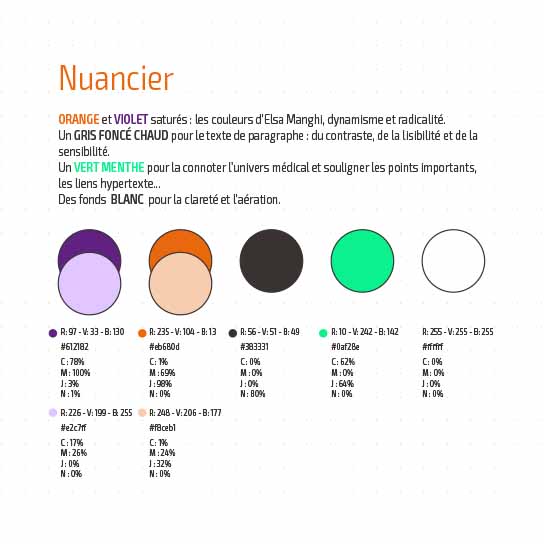 Nuancier
ORANGE et VIOLET saturés : les couleurs d'Elsa Manghi, dynamisme et radicalité.
Un GRIS FONCÉ CHAUD pour le texte de paragraphe : du contraste, de la lisibilité et de la
sensibilité.
Un VERT MENTHE pour la connoter l'univers médical et souligner les points importants,
les liens hypertexte...
Des fonds BLANC pour la clareté et l'aération.
R: 97 - V: 33 - B: 130
#612182
C: 78%
M: 100%
J: 3%
N: 1%
R: 235 - V: 104 - B: 13
#eb680d
C: 1%
M: 69%
J: 98%
N: 0%
R: 56 - V: 51 - B: 49
#383331
C: 0%
M: 0%
J: 0%
N: 80%
R: 10 - V: 242 - B: 142
#0af28e
C: 62%
M: 0%
J: 64%
N: 0%
R: 255 - V: 255 - B: 255
#ffffff
C: 0%
M: 0%
J: 0%
N: 0%
R: 226 - V: 199 - B: 255
#e2c7ff
C: 17%
M: 26%
J: 0%
N: 0%
R: 248 - V: 206 - B: 177
#f8ceb1
C: 1%
M: 24%
J: 32%
N: 0%